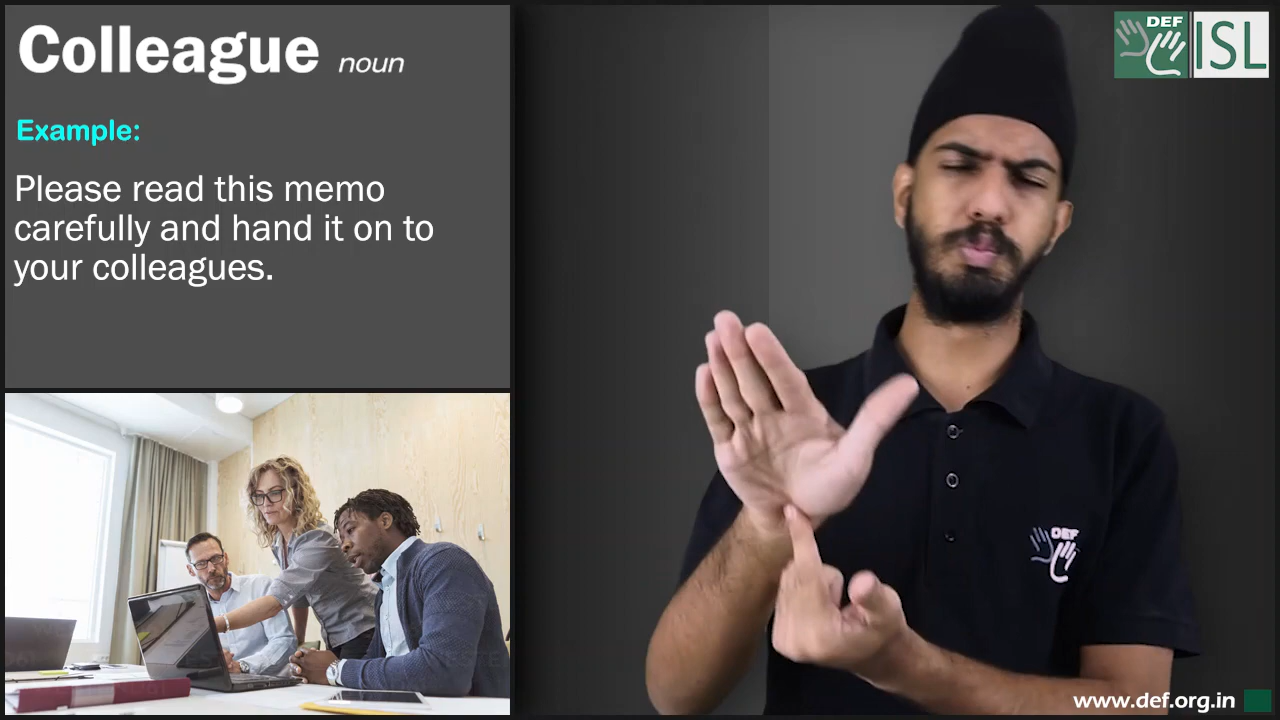 Colleague noun
Example:
Please read this memo
carefully and hand it on to
your colleagues.
DEF
ISL
DEF
www.def.org.in